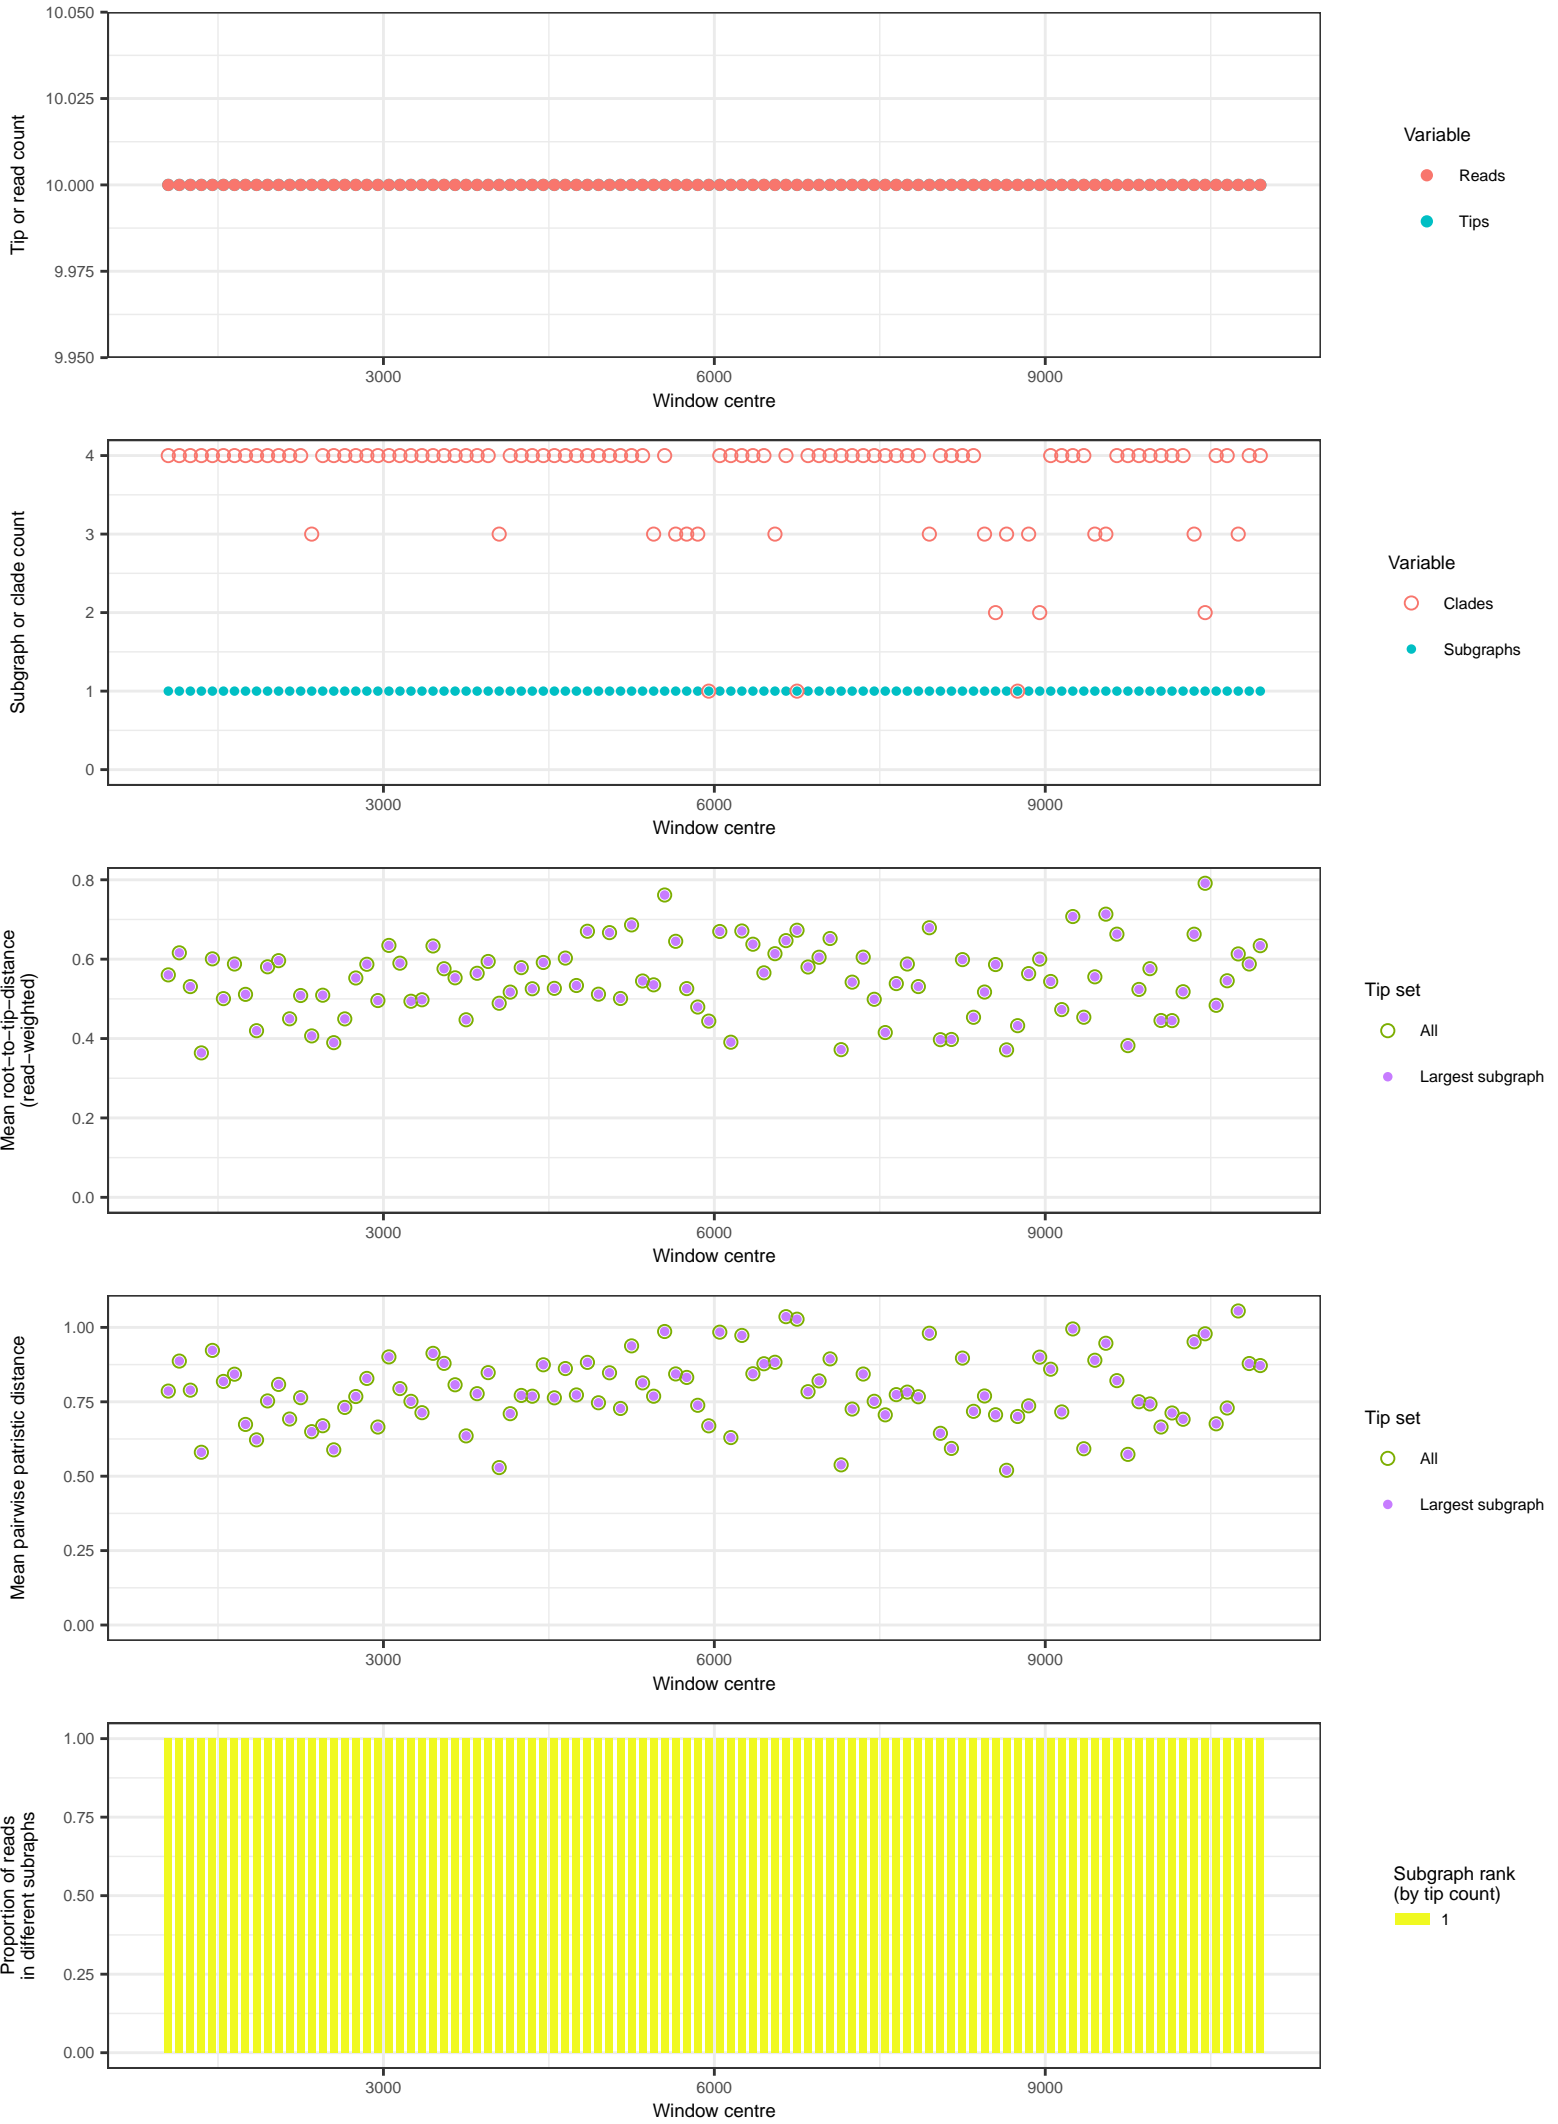 10.050
10.025
10.000
9.975
9.950
Tip or read count
3000 6000 9000
Window centre
Variable
Reads
Tips
4
3
2
1
0
Subgraph or clade count
3000 6000 9000
Window centre
Variable
Clades
Subgraphs
0.8
0.6
0.4
0.2
0.0
Mean root−to−tip−distance
(read−weighted)
3000 6000 9000
Window centre
Tip set
All
Largest subgraph
1.00
0.75
0.50
0.25
0.00
Mean pairwise patristic distance
3000 6000 9000
Window centre
Tip set
All
Largest subgraph
1.00
0.75
0.50
0.25
0.00
Proportion of reads
in different subraphs
3000 6000 9000
Window centre
Subgraph rank
(by tip count)
1